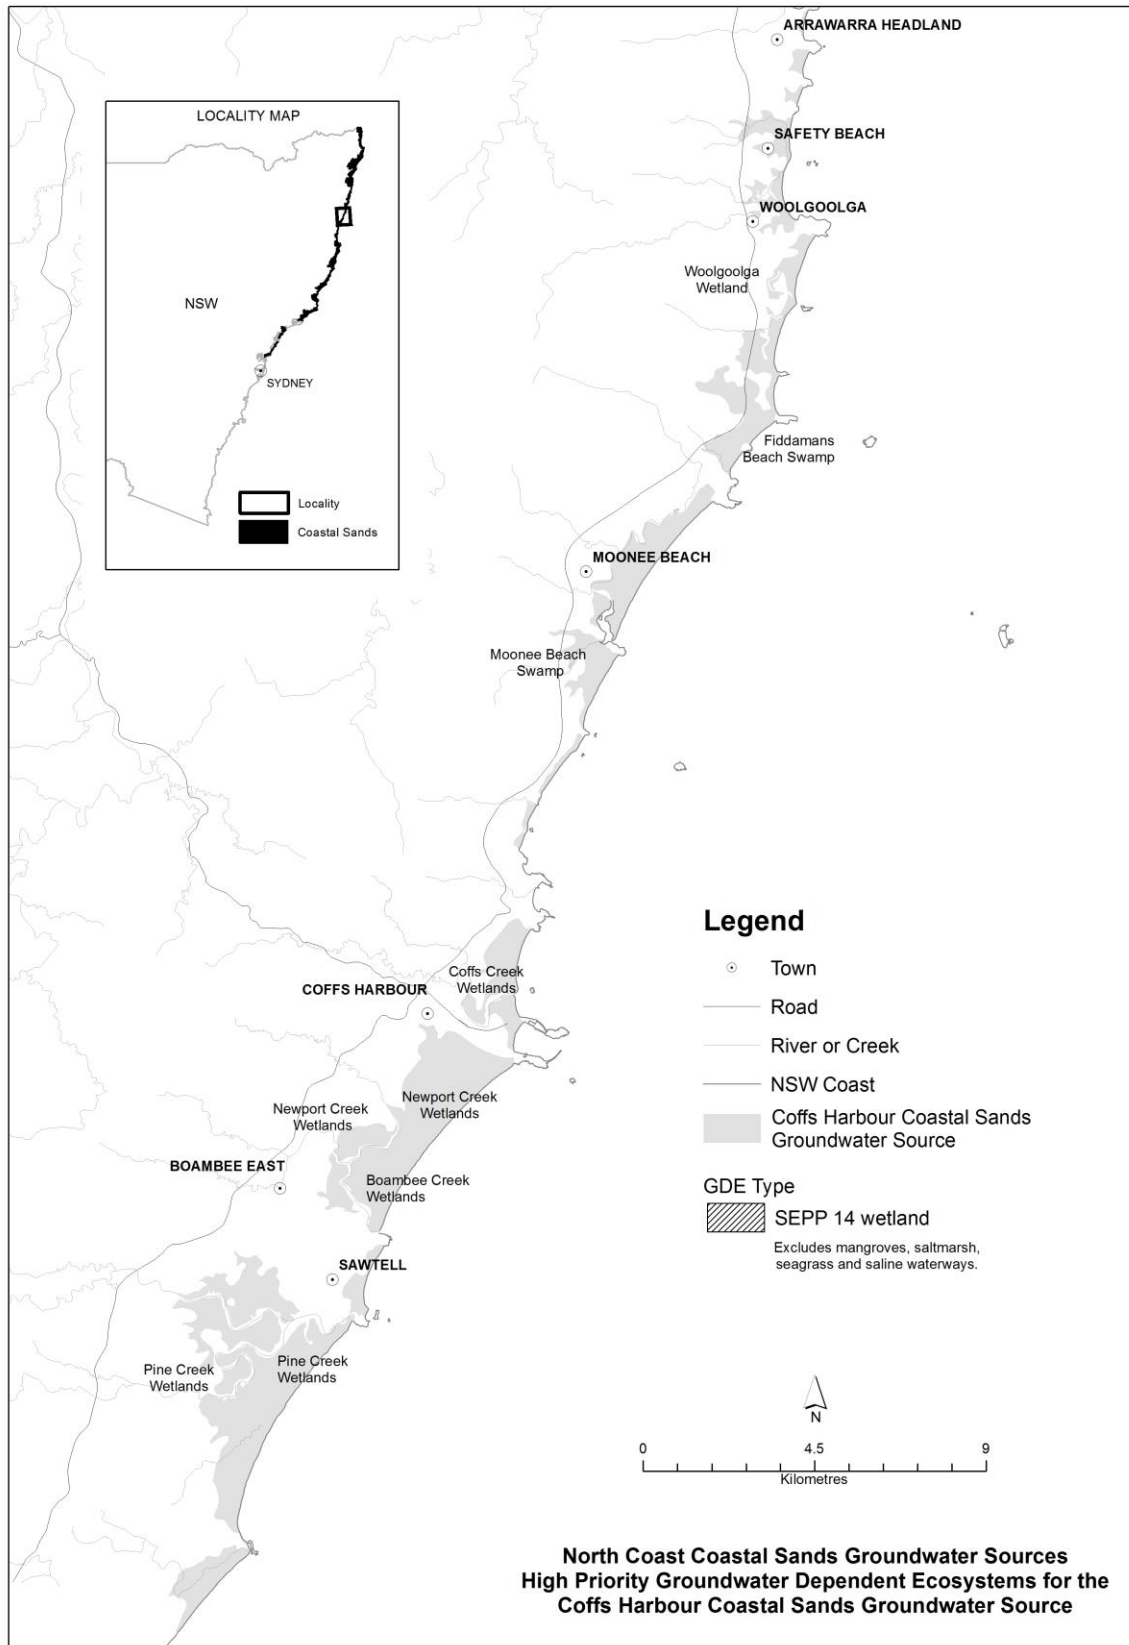 ARRAWARRA HEADLAND
LOCALITY MAP
SAFETY BEACH
WOOLGOOLGA
Woolgoolga
Wetland
NSW
SYDNEY
Fiddamans
Beach Swamp
Locality
Coastal Sands
MOONEE BEACH
Moonee Beach
Swamp
Legend
Town
Road
River or Creek
NSW Coast
Coffs Harbour Coastal Sands
Groundwater Source
GDE Type
SEPP 14 wetland
Excludes mangroves, saltmarsh,
seagrass and saline waterways.
Coffs Creek
Wetlands
COFFS HARBOUR
Newport Creek
Wetlands
Newport Creek
Wetlands
BOAMBEE EAST
Boambee Creek
Wetlands
SAWTELL
Pine Creek
Wetlands
Pine Creek
Wetlands
N
0 4.5 9
Kilometres
North Coast Coastal Sands Groundwater Sources
High Priority Groundwater Dependent Ecosystems for the
Coffs Harbour Coastal Sands Groundwater Source